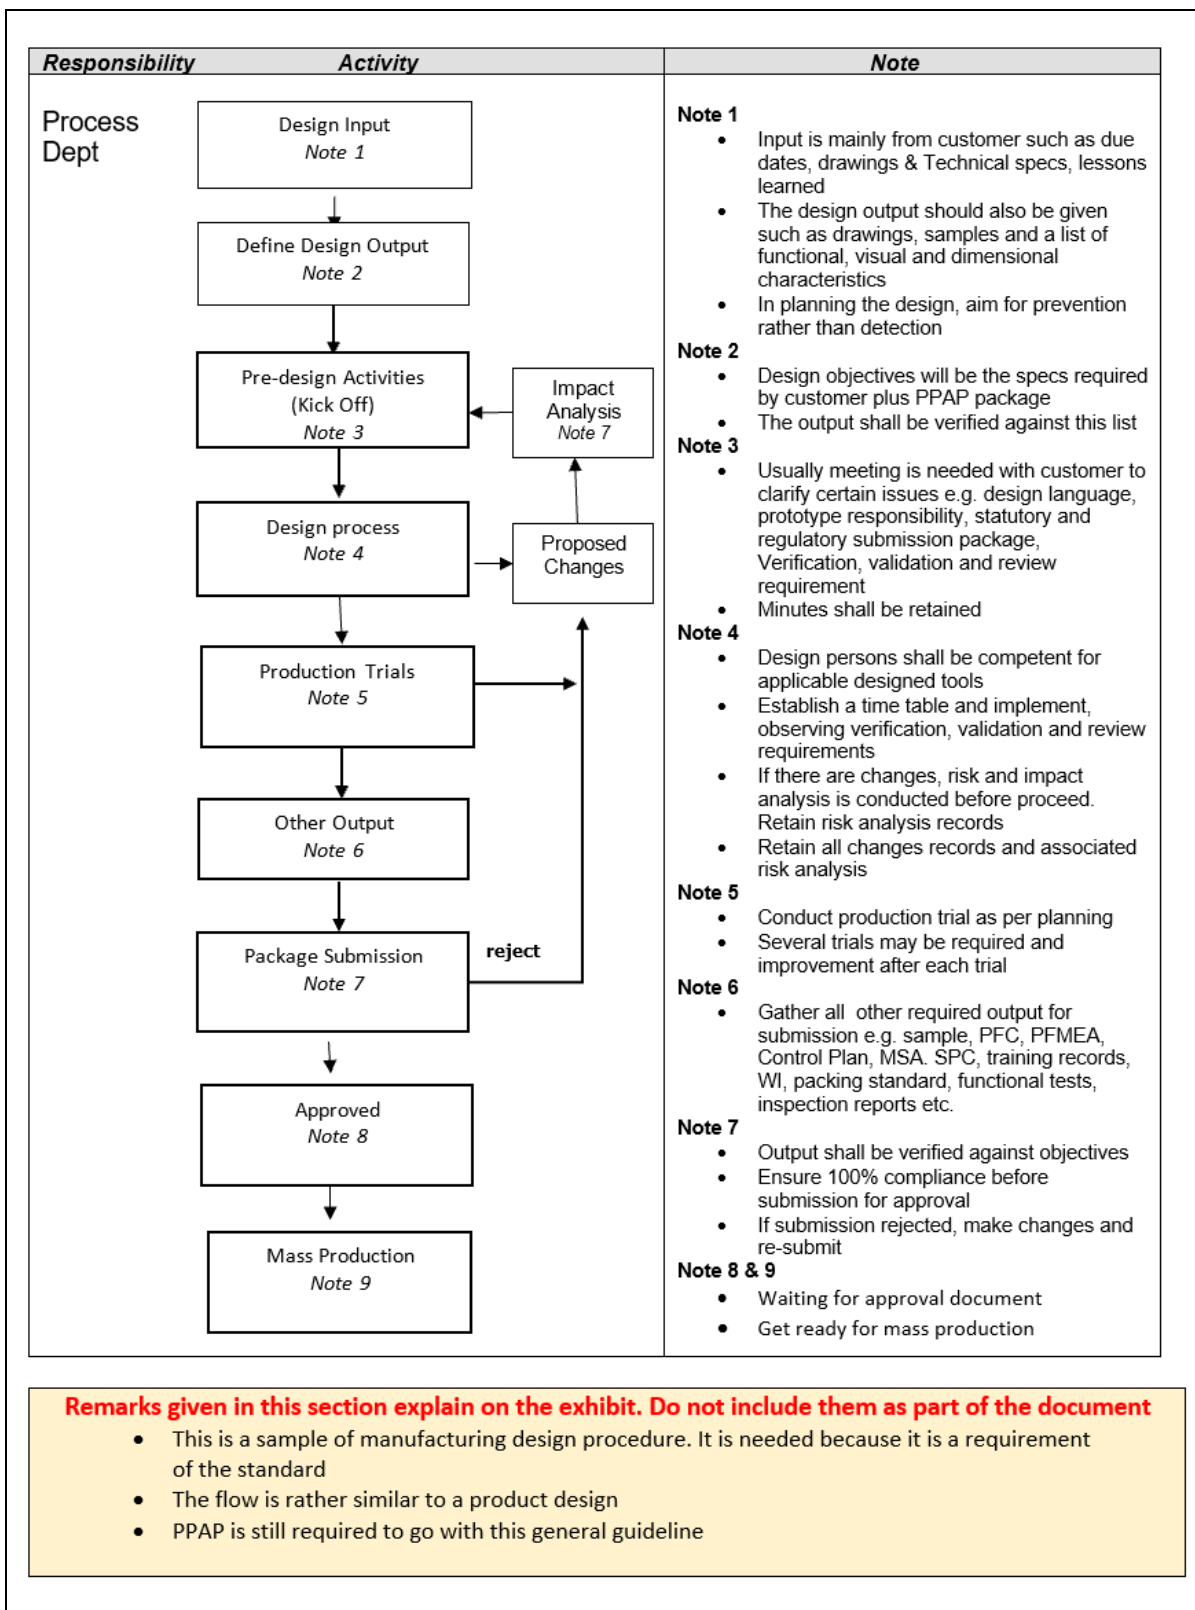 Responsibility Activity Note
Process
Dept
Design Input
Note 1
Define Design Output
Note 2
Pre-design Activities
(Kick Off)
Note 3
Impact
Analysis
Note 7
Design process
Note 4
Proposed
Changes
Production Trials
Note 5
Other Output
Note 6
Package Submission
Note 7
reject
Approved
Note 8
Mass Production
Note 9
Note 1
• Input is mainly from customer such as due
dates, drawings & Technical specs, lessons
learned
• The design output should also be given
such as drawings, samples and a list of
functional, visual and dimensional
characteristics
• In planning the design, aim for prevention
rather than detection
Note 2
• Design objectives will be the specs required
by customer plus PPAP package
• The output shall be verified against this list
Note 3
• Usually meeting is needed with customer to
clarify certain issues e.g. design language,
prototype responsibility, statutory and
regulatory submission package,
Verification, validation and review
requirement
• Minutes shall be retained
Note 4
• Design persons shall be competent for
applicable designed tools
• Establish a time table and implement,
observing verification, validation and review
requirements
• If there are changes, risk and impact
analysis is conducted before proceed.
Retain risk analysis records
• Retain all changes records and associated
risk analysis
Note 5
• Conduct production trial as per planning
• Several trials may be required and
improvement after each trial
Note 6
• Gather all other required output for
submission e.g. sample, PFC, PFMEA,
Control Plan, MSA. SPC, training records,
WI, packing standard, functional tests,
inspection reports etc.
Note 7
• Output shall be verified against objectives
• Ensure 100% compliance before
submission for approval
• If submission rejected, make changes and
re-submit
Note 8 & 9
• Waiting for approval document
• Get ready for mass production
Remarks given in this section explain on the exhibit. Do not include them as part of the document
• This is a sample of manufacturing design procedure. It is needed because it is a requirement
of the standard
• The flow is rather similar to a product design
• PPAP is still required to go with this general guideline